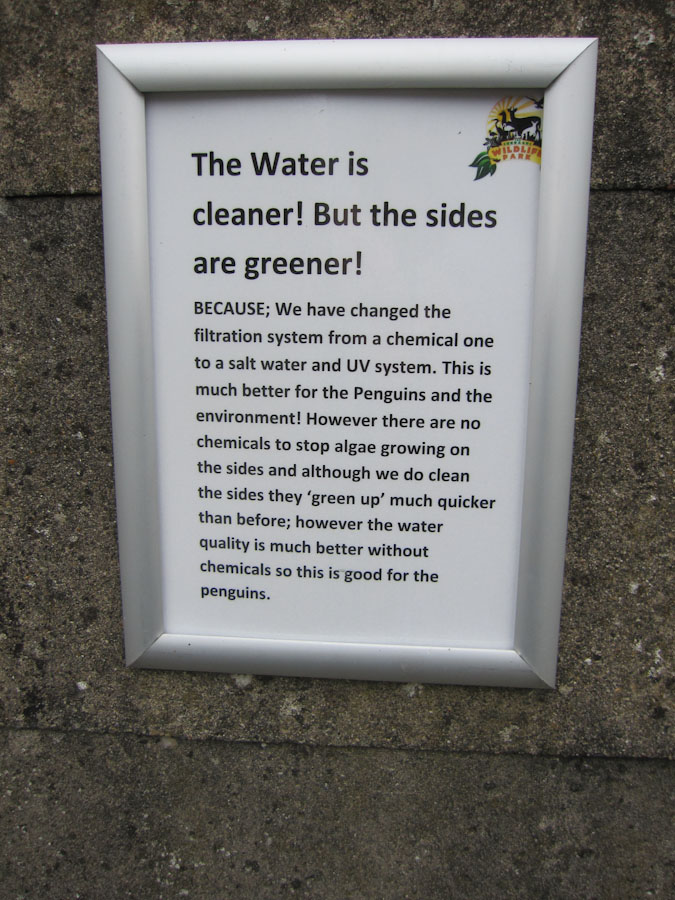 WILDLIFE
PARK
The Water is
cleaner! But the sides
are greener!
BECAUSE; We have changed the
filtration system from a chemical one
to a salt water and UV system. This is
much better for the Penguins and the
environment! However there are no
chemicals to stop algae growing on
the sides and although we do clean
the sides they ‘green up’ much quicker
than before; however the water
quality is much better without
chemicals so this is good for the
penguins.